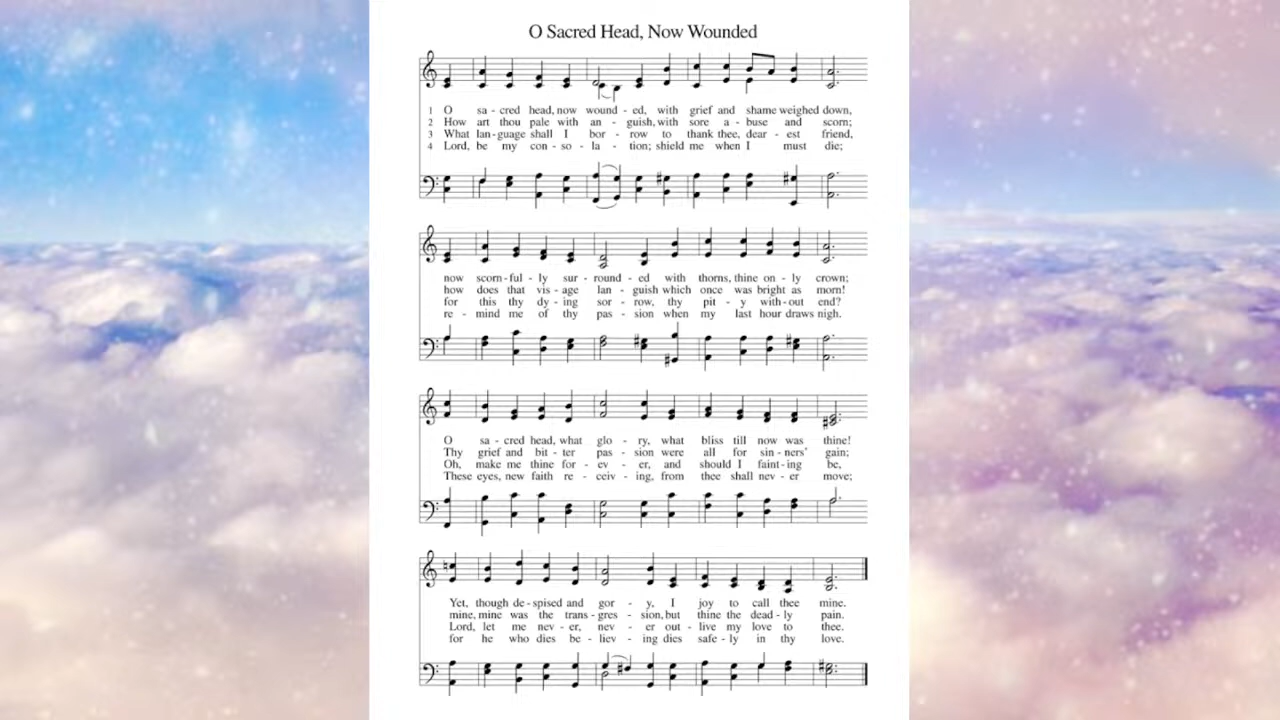 O Sacred Head, Now Wounded
1 O sa - cred head, now wound - ed, with grief and shame weighed down,
2 How art thou pale with an - guish, with sore a - buse and scorn;
3 What lan - guage shall I bor - row to thank thee, dear - est friend,
4 Lord, be my con - so - la - tion; shield me when I must die;
now scorn - ful - ly sur - round - ed with thorns, thine on - ly crown;
how does that vis - age lan - guish which once was bright as morn!
for this thy dy - ing sor - row, thy pit - y with - out end?
re - mind me of thy pas - sion when my last hour draws nigh.
O sa - cred head, what glo - ry, what bliss till now was thine!
Thy grief and bit - ter pas - sion were all for sin - ners' gain;
Oh, make me thine for - ev - er, and should I faint - ing be,
These eyes, new faith re - ceiv - ing, from thee shall nev - er move;
Yet, though de - spised and gor - y, I joy to call thee mine.
mine, mine was the trans - gres - sion, but thine the dead - ly pain.
Lord, let me nev - er, nev - er out - live my love to thee.
for he who dies be - liev - ing dies safe - ly in thy love.